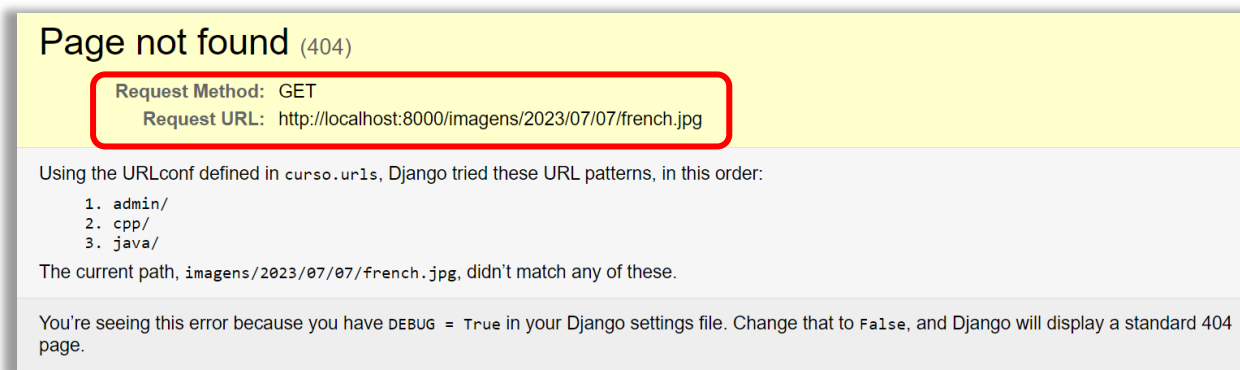 Page not found (404)
Request Method: GET
Request URL: http://localhost:8000/imagens/2023/07/07/french.jpg
Using the URLconf defined in curso.urls, Django tried these URL patterns, in this order:
1. admin/
2. cpp/
3. java/
The current path, imagens/2023/07/07/french.jpg, didn’t match any of these.
You’re seeing this error because you have DEBUG = True in your Django settings file. Change that to False, and Django will display a standard 404
page.